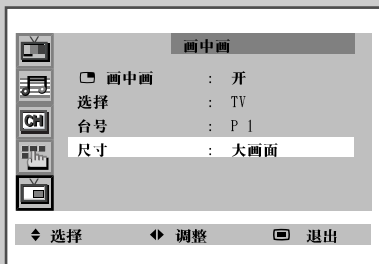 画中画
画中画 : 开
选择 : TV
台号 : P 1
尺寸 : 大画面
CH
选择 调整 退出